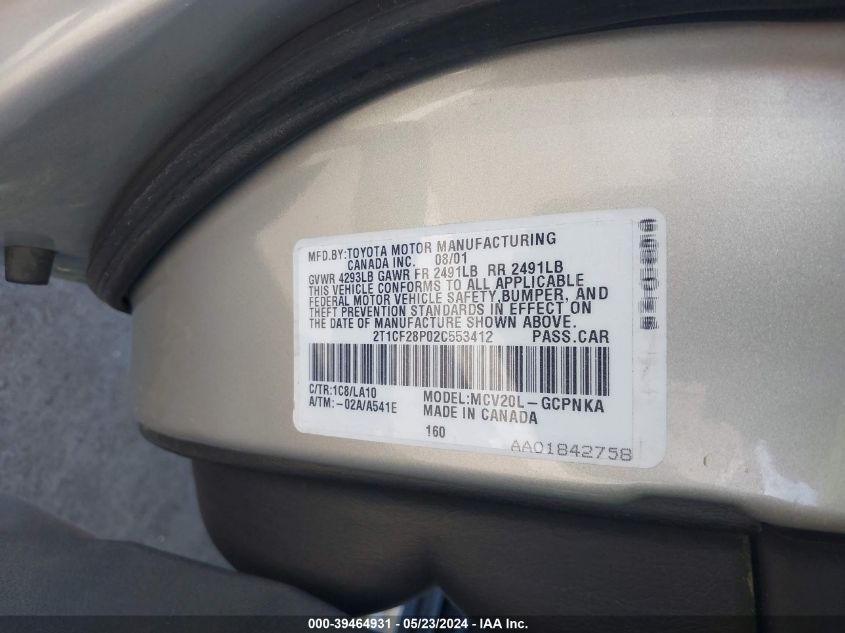 MFD.BY:TOYOTA MOTOR MANUFACTURING
CANADA INC. 08/01
GVWR 4293LB GAWR FR 2491LB RR 2491LB
THIS VEHICLE CONFORMS TO ALL APPLICABLE
FEDERAL MOTOR VEHICLE SAFETY,BUMPER, AND
THEFT PREVENTION STANDARDS IN EFFECT ON
THE DATE OF MANUFACTURE SHOWN ABOVE.
2T1CF28P02C553412 PASS.CAR
C/TR:1C8/LA10 MODEL:MCV20L-GCPNKA
A/TM:-02A/A541E MADE IN CANADA
160
AA01842758
000-39464931 - 05/23/2024 - IAA Inc.